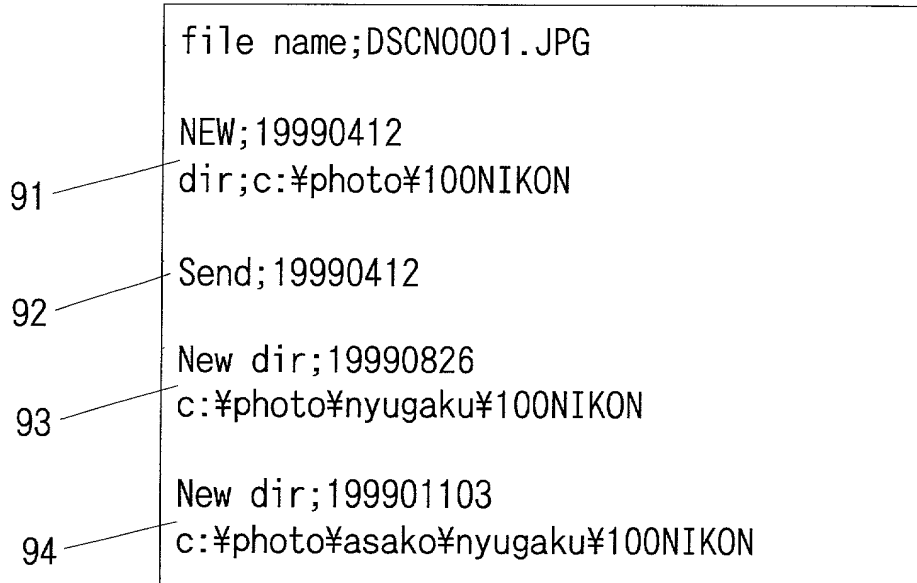 file name;DSCN0001.JPG
NEW;19990412
91
dir;c:¥photo¥100NIKON
Send;19990412
92
New dir;19990826
93
c:¥photo¥nyugaku¥100NIKON
New dir;199901103
94
c:¥photo¥asako¥nyugaku¥100NIKON